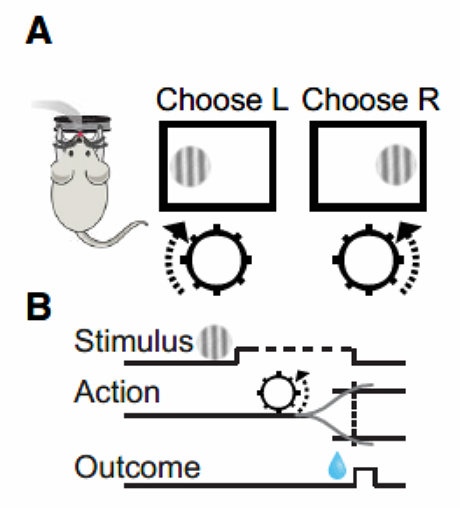 A
Choose L Choose R
B
Stimulus
Action
Outcome